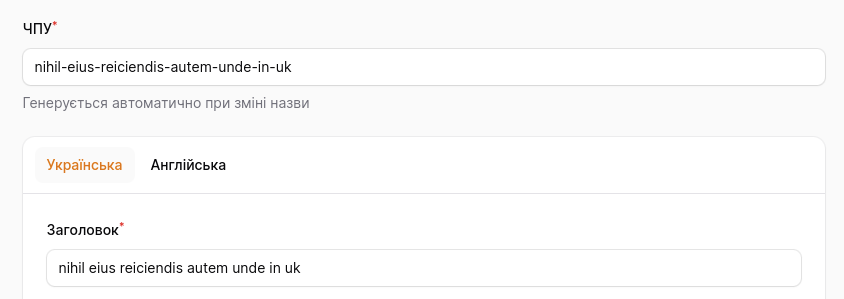 ЧПУ*
nihil-eius-reiciendis-autem-unde-in-uk
Генерується автоматично при зміні назви
Українська Англійська
Заголовок*
nihil eius reiciendis autem unde in uk